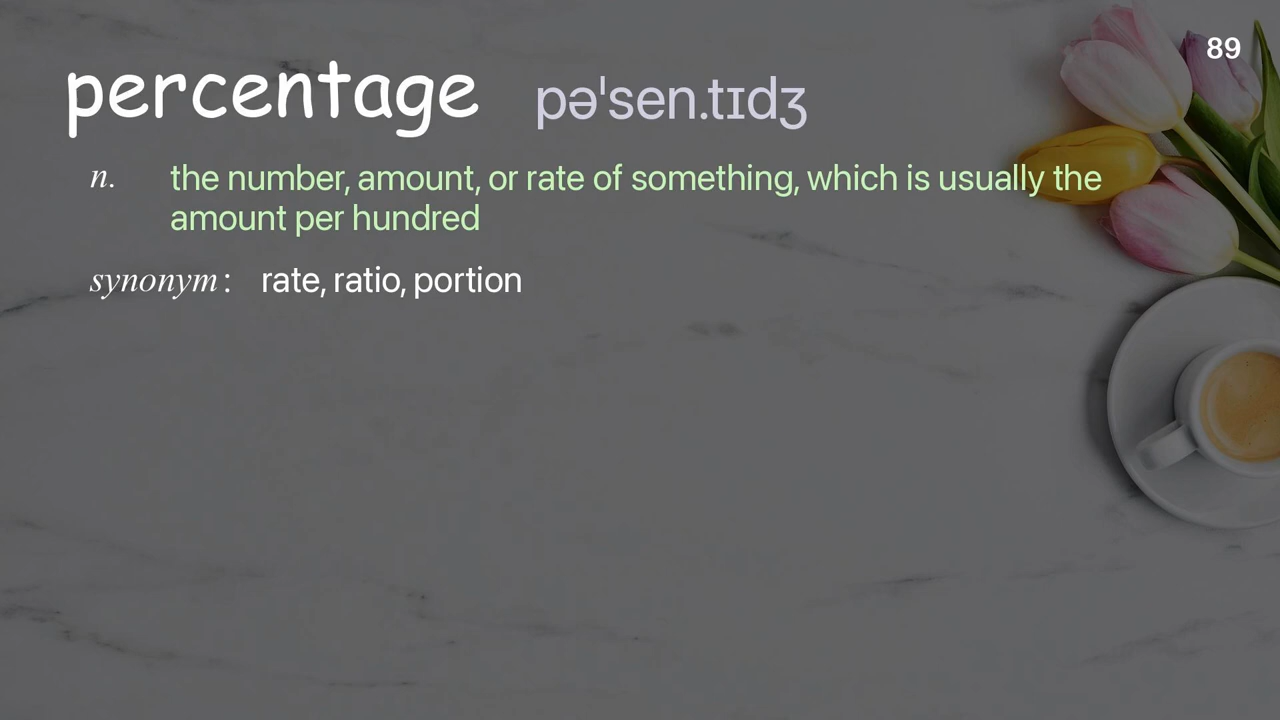 89
percentage pəˈsen.tɪdʒ
n. the number, amount, or rate of something, which is usually the
amount per hundred
synonym: rate, ratio, portion